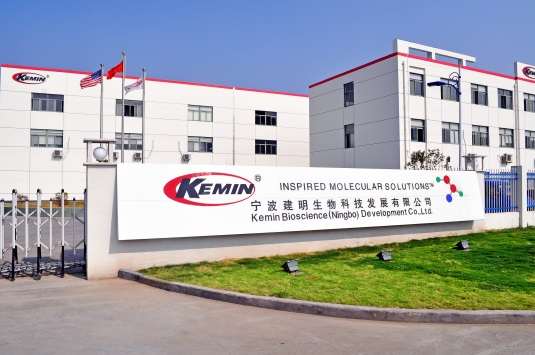 KEMIN
KEMIN
KEMIN®
INSPIRED MOLECULAR SOLUTIONS™
宁波建明生物科技发展有限公司
Kemin Bioscience(Ningbo) Development Co.,Ltd.